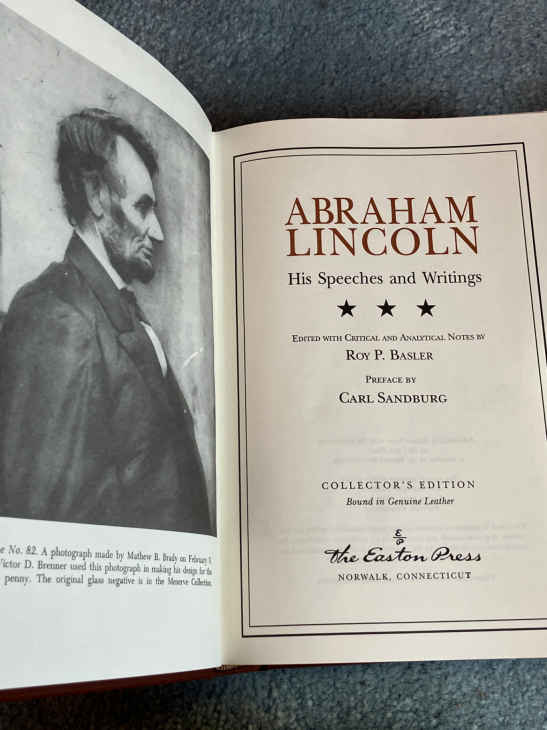 e No. 82. A photograph made by Mathew B. Brady on February
Victor D. Brenner used this photograph in making his design for the
penny. The original glass negative is in the Meserve Collection.
ABRAHAM
LINCOLN
His Speeches and Writings
★ ★ ★
EDITED WITH CRITICAL AND ANALYTICAL NOTES BY
ROY P. BASLER
PREFACE BY
CARL SANDBURG
COLLECTOR'S EDITION
Bound in Genuine Leather
The Easton Press
NORWALK, CONNECTICUT